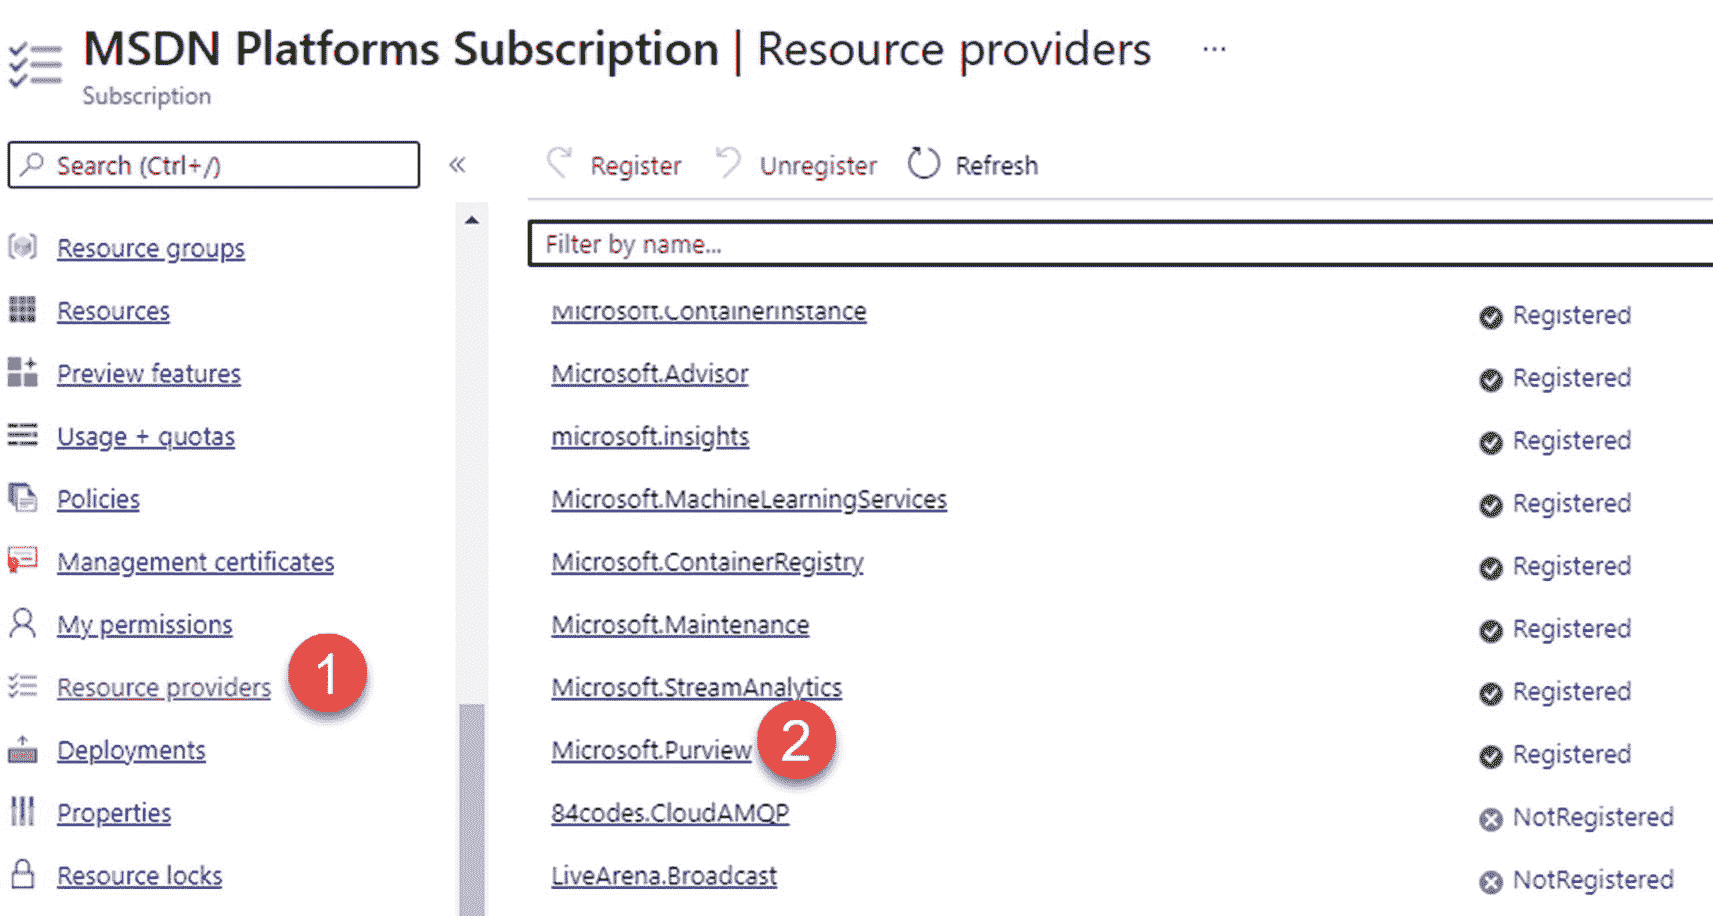 MSDN Platforms Subscription | Resource providers ...
Subscription
Search (Ctrl+/)
«
Register
Unregister
Refresh
Filter by name...
Resource groups
Resources
Preview features
Usage + quotas
Policies
Management certificates
My permissions
Resource providers
1
Deployments
Properties
Resource locks
Microsoft.ContainerInstance Registered
Microsoft.Advisor Registered
microsoft.insights Registered
Microsoft.MachineLearningServices Registered
Microsoft.ContainerRegistry Registered
Microsoft.Maintenance Registered
Microsoft.StreamAnalytics Registered
Microsoft.Purview 2 Registered
84codes.CloudAMQP NotRegistered
LiveArena.Broadcast NotRegistered